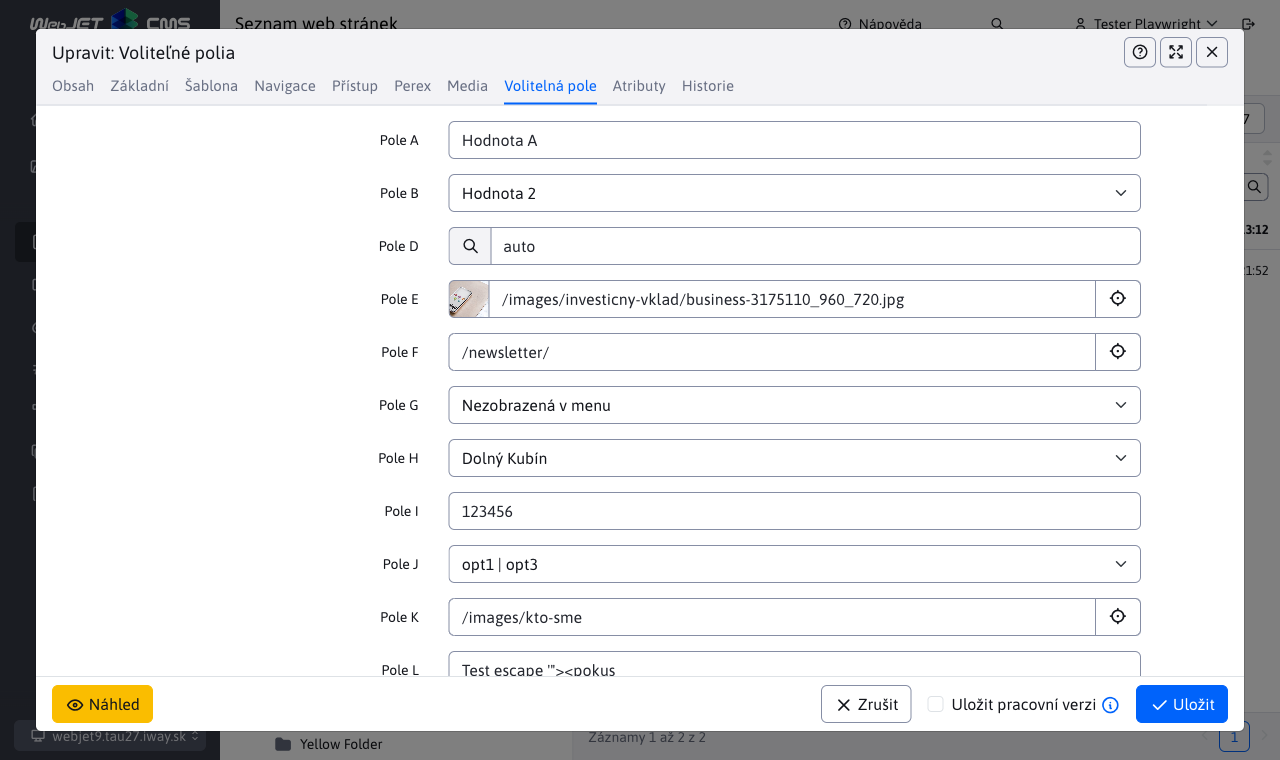 WebJET CMS
Seznam web stránek
Nápověda
Tester Playwright
Upravit: Voliteľné polia
Obsah
Základní
Šablona
Navigace
Přístup
Perex
Media
Volitelná pole
Atributy
Historie
Pole A
Hodnota A
Pole B
Hodnota 2
Pole D
auto
Pole E
/images/investicny-vklad/business-3175110_960_720.jpg
Pole F
/newsletter/
Pole G
Nezobrazená v menu
Pole H
Dolný Kubín
Pole I
123456
Pole J
opt1 | opt3
Pole K
/images/kto-sme
Pole L
Test escape '"><pokus
Náhled
Zrušit
Uložit pracovní verzi
Uložit
webjet9.tau27.iway.sk
Yellow Folder
Záznamy 1 až 2 z 2
1